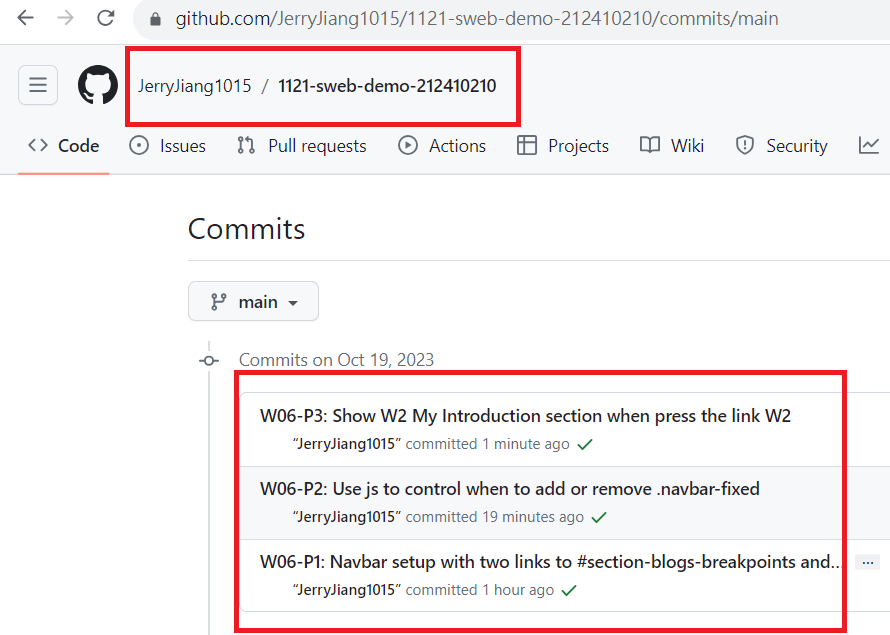 github.com/JerryJiang1015/1121-sweb-demo-212410210/commits/main
JerryJiang1015 / 1121-sweb-demo-212410210
Code Issues Pull requests Actions Projects Wiki Security
Commits
main
Commits on Oct 19, 2023
W06-P3: Show W2 My Introduction section when press the link W2
“JerryJiang1015” committed 1 minute ago
W06-P2: Use js to control when to add or remove .navbar-fixed
“JerryJiang1015” committed 19 minutes ago
W06-P1: Navbar setup with two links to #section-blogs-breakpoints and...
“JerryJiang1015” committed 1 hour ago